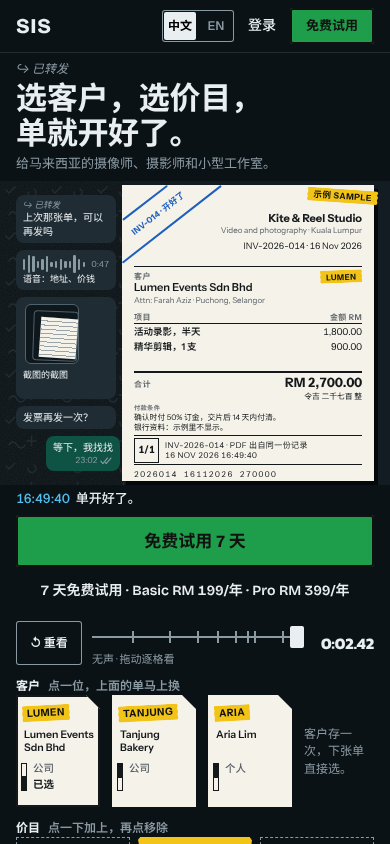 SIS
中文 EN
登录
免费试用
↪ 已转发
选客户，选价目，
单就开好了。
给马来西亚的摄像师、摄影师和小型工作室。
↪ 已转发
上次那张单，可以
再发吗
0:47
语音：地址、价钱
截图的截图
发票再发一次？
等下，我找找
23:02
INV-014 · 开好了
示例 SAMPLE
Kite & Reel Studio
Video and photography · Kuala Lumpur
INV-2026-014 · 16 Nov 2026
客户
LUMEN
Lumen Events Sdn Bhd
Attn: Farah Aziz · Puchong, Selangor
项目 金额 RM
活动录影，半天 1,800.00
精华剪辑，1支 900.00
合计 RM 2,700.00
令吉 二千七百 整
付款条件
确认时付 50% 订金，交片后 14 天内付清。
银行资料：示例里不显示。
1/1
INV-2026-014 · PDF 出自同一份记录
16 NOV 2026 16:49:40
2026014 16112026 270000
16:49:40 单开好了。
免费试用 7 天
7 天免费试用 · Basic RM 199/年 · Pro RM 399/年
重看
无声 · 拖动逐格看
0:02.42
客户 点一位，上面的单马上换
LUMEN
Lumen Events
Sdn Bhd
公司
已选
TANJUNG
Tanjung
Bakery
公司
ARIA
Aria Lim
个人
客户存一
次，下张单
直接选。
价目 点一下加上，再点移除